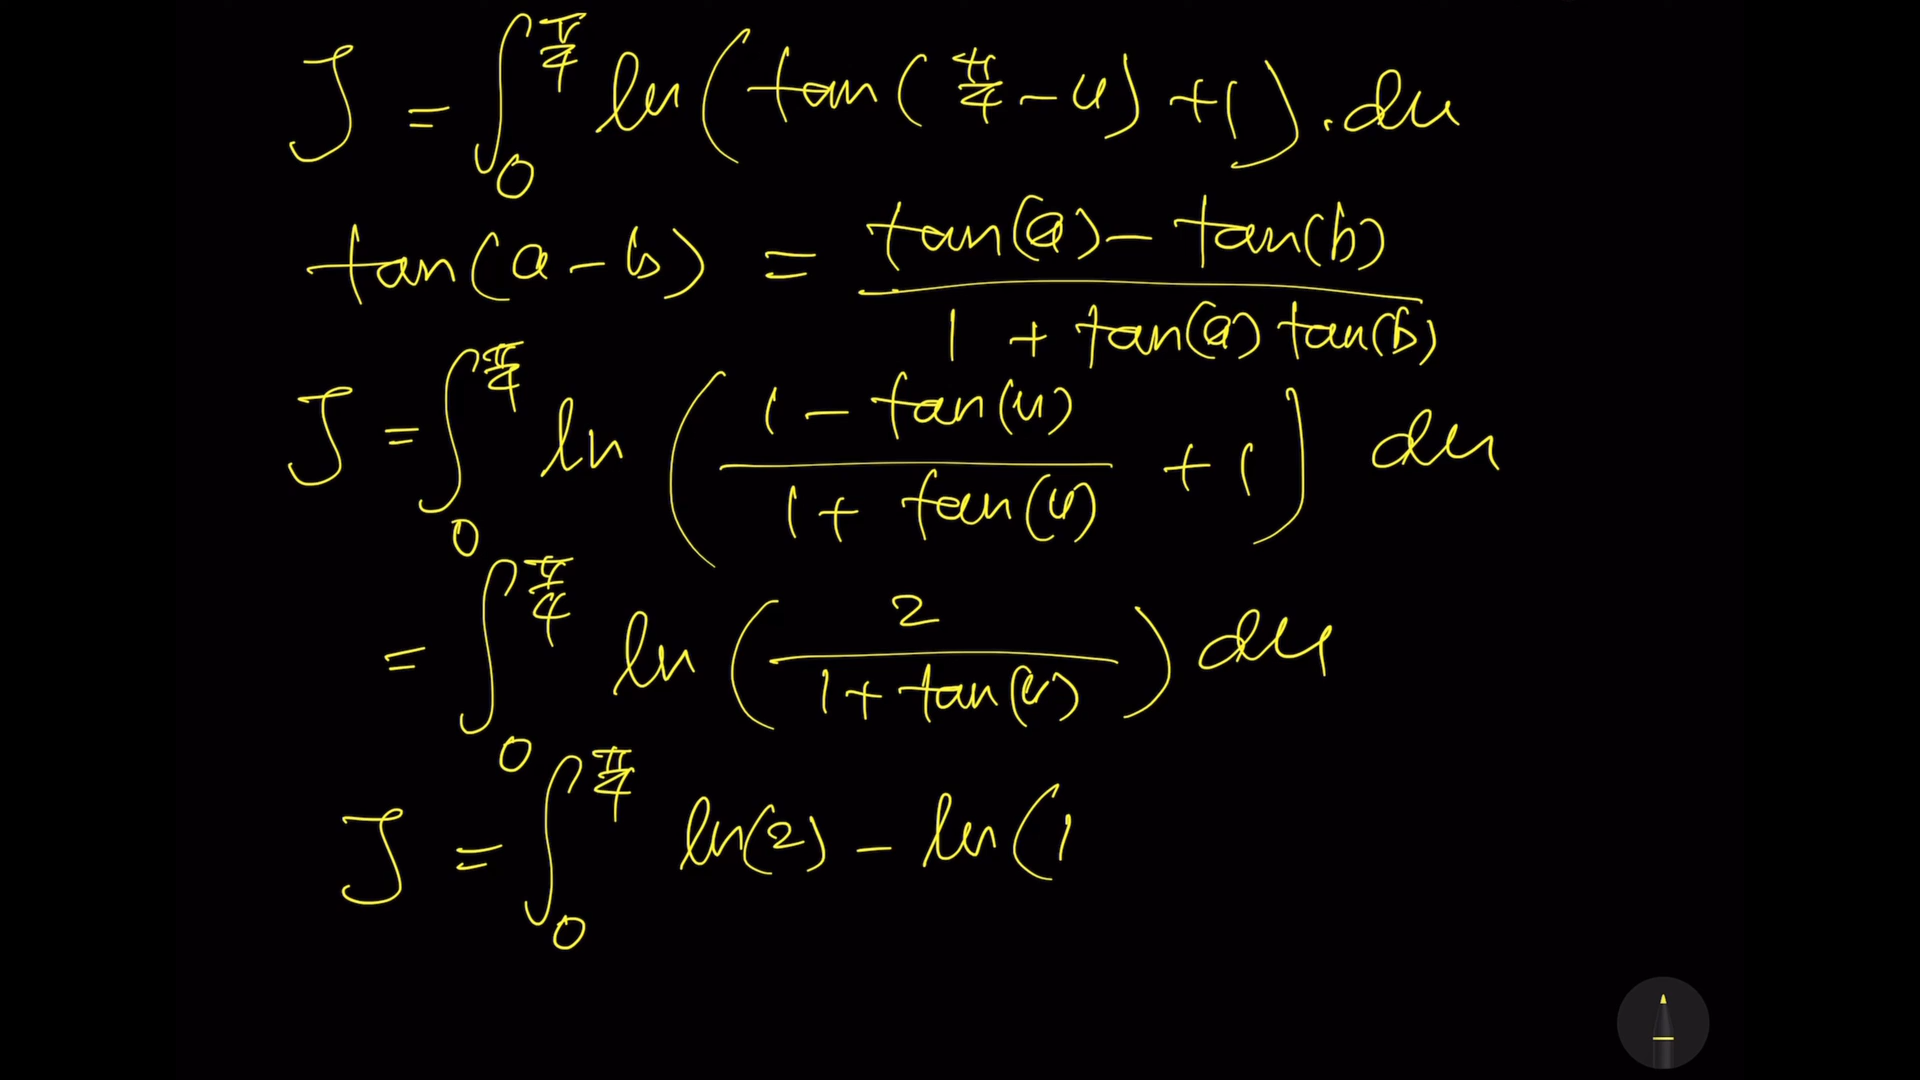 J = ∫₀^{π/4} ln(tan(π/4 − u) + 1) . du
tan(a − b) = (tan(a) − tan(b)) / (1 + tan(a) tan(b))
J = ∫₀^{π/4} ln((1 − tan(u)) / (1 + tan(u)) + 1) du
= ∫₀^{π/4} ln(2 / (1 + tan(u))) du
J = ∫₀^{π/4} ln(2) − ln(1